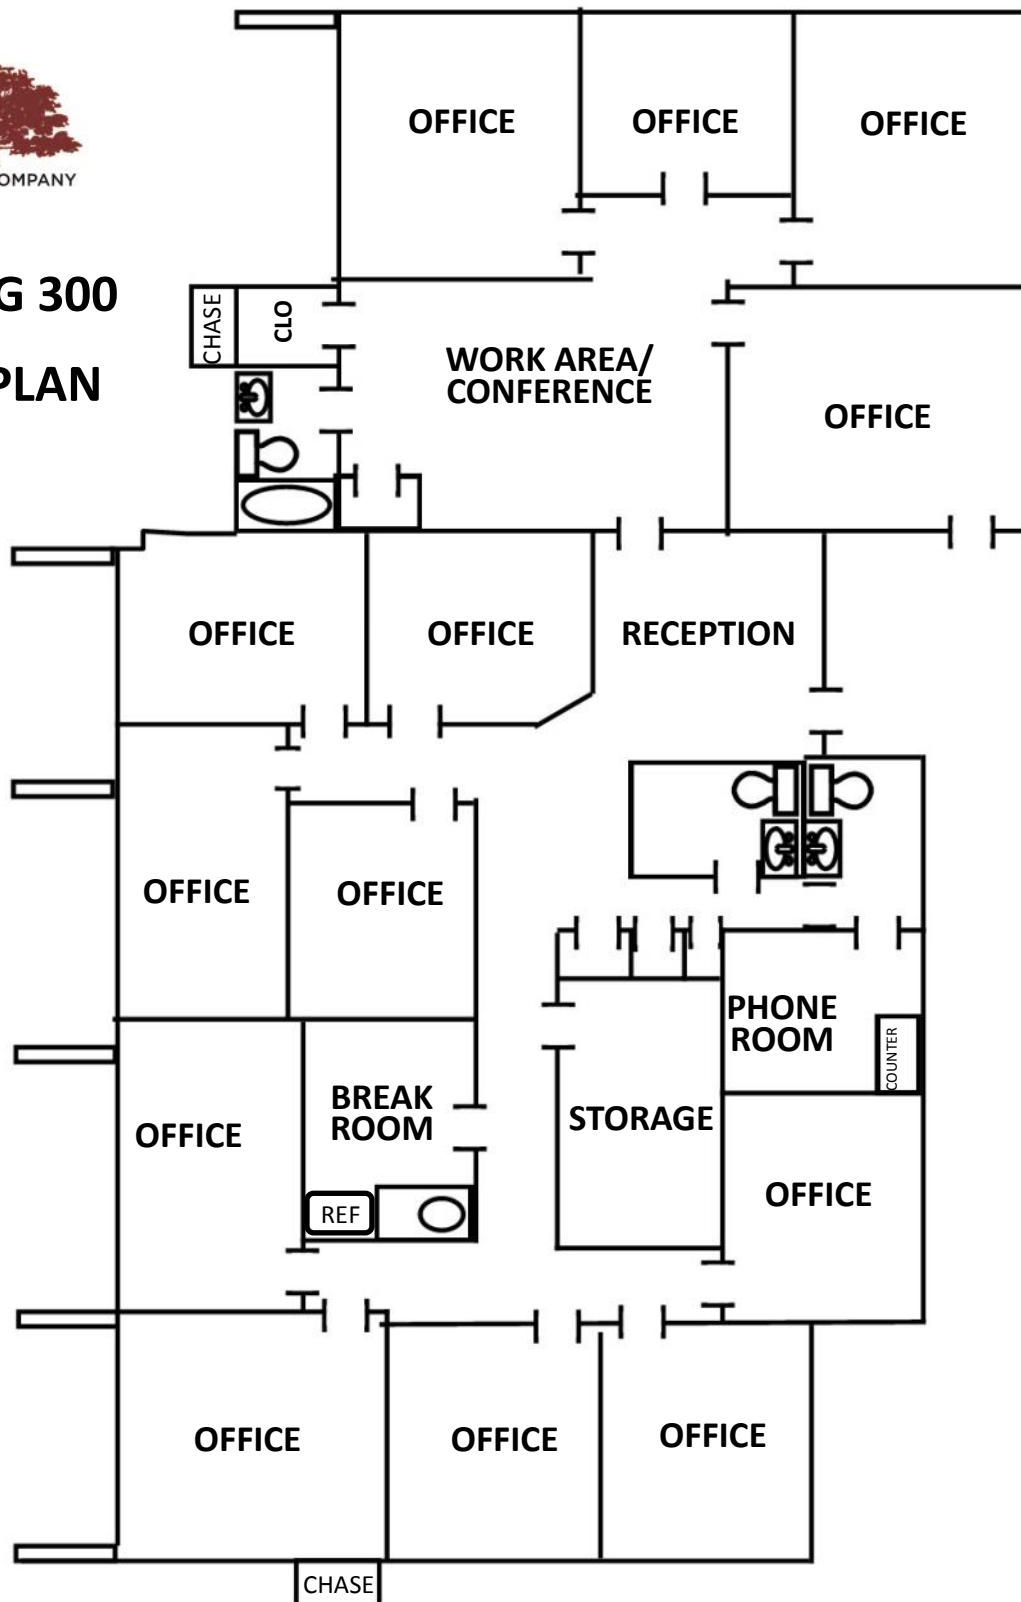 OFFICE
OFFICE
OFFICE
OMPANY
G 300
PLAN
CHASE
CLO
WORK AREA/
CONFERENCE
OFFICE
OFFICE
OFFICE
RECEPTION
OFFICE
OFFICE
PHONE
ROOM
COUNTER
BREAK
ROOM
STORAGE
OFFICE
OFFICE
REF
OFFICE
OFFICE
OFFICE
CHASE